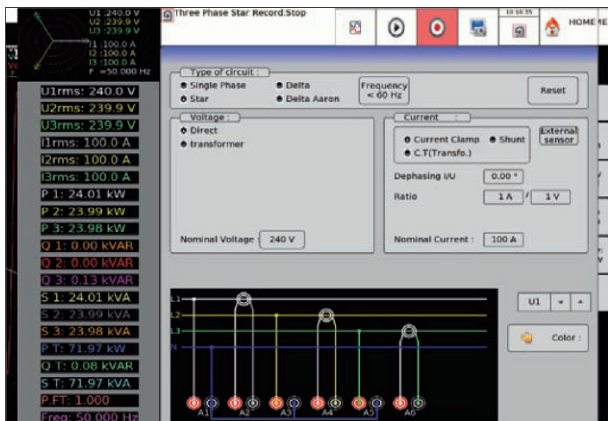 U1 :240.0 V
U2 :239.9 V
U3 :239.9 V
I1 :100.0 A
I2 :100.0 A
I3 :100.0 A
F =50.000 Hz
Three Phase Star Record:Stop
10:16:35
HOME
U1rms: 240.0 V
U2rms: 239.9 V
U3rms: 239.9 V
I1rms: 100.0 A
I2rms: 100.0 A
I3rms: 100.0 A
P 1: 24.01 kW
P 2: 23.99 kW
P 3: 23.98 kW
Q 1: 0.00 kVAR
Q 2: 0.00 kVAR
Q 3: 0.13 kVAR
S 1: 24.01 kVA
S 2: 23.99 kVA
S 3: 23.98 kVA
P T: 71.97 kW
Q T: 0.08 kVAR
S T: 71.97 kVA
P.FT: 1.000
Freq: 50.000 Hz
Type of circuit :
Single Phase
Delta
Star
Delta Aaron
Frequency
< 60 Hz
Reset
Voltage :
Direct
transformer
Nominal Voltage : 240 V
Current :
Current Clamp
Shunt
C.T(Transfo.)
External
sensor
Dephasing I/U 0.00 °
Ratio 1 A / 1 V
Nominal Current : 100 A
L1
L2
L3
N
A1 A2 A3 A4 A5 A6
U1
Color :